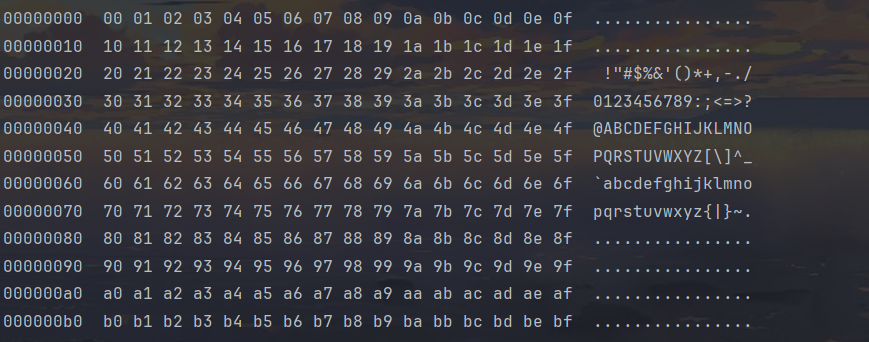 00000000  00 01 02 03 04 05 06 07 08 09 0a 0b 0c 0d 0e 0f  ................
00000010  10 11 12 13 14 15 16 17 18 19 1a 1b 1c 1d 1e 1f  ................
00000020  20 21 22 23 24 25 26 27 28 29 2a 2b 2c 2d 2e 2f   !"#$%&'()*+,-./
00000030  30 31 32 33 34 35 36 37 38 39 3a 3b 3c 3d 3e 3f  0123456789:;<=>?
00000040  40 41 42 43 44 45 46 47 48 49 4a 4b 4c 4d 4e 4f  @ABCDEFGHIJKLMNO
00000050  50 51 52 53 54 55 56 57 58 59 5a 5b 5c 5d 5e 5f  PQRSTUVWXYZ[\]^_
00000060  60 61 62 63 64 65 66 67 68 69 6a 6b 6c 6d 6e 6f  `abcdefghijklmno
00000070  70 71 72 73 74 75 76 77 78 79 7a 7b 7c 7d 7e 7f  pqrstuvwxyz{|}~.
00000080  80 81 82 83 84 85 86 87 88 89 8a 8b 8c 8d 8e 8f  ................
00000090  90 91 92 93 94 95 96 97 98 99 9a 9b 9c 9d 9e 9f  ................
000000a0  a0 a1 a2 a3 a4 a5 a6 a7 a8 a9 aa ab ac ad ae af  ................
000000b0  b0 b1 b2 b3 b4 b5 b6 b7 b8 b9 ba bb bc bd be bf  ................